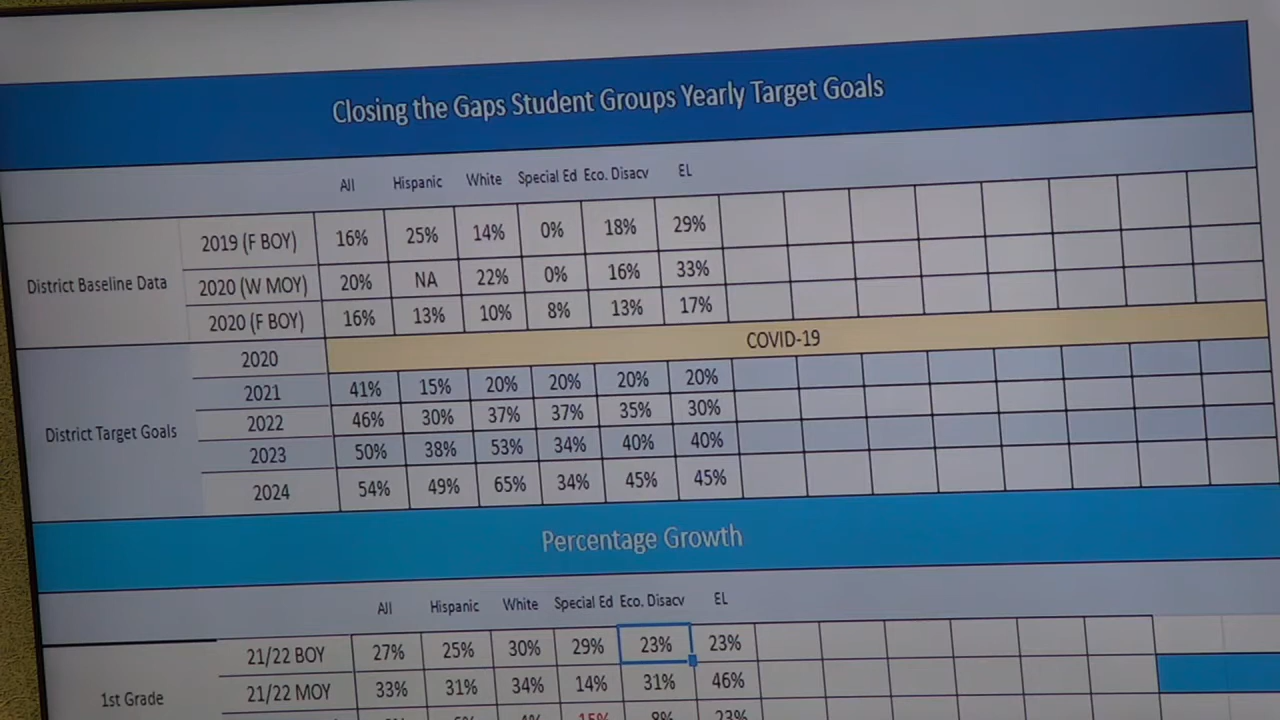 Closing the Gaps Student Groups Yearly Target Goals
All Hispanic White Special Ed Eco. Disacv EL
District Baseline Data
2019 (F BOY) 16% 25% 14% 0% 18% 29%
2020 (W MOY) 20% NA 22% 0% 16% 33%
2020 (F BOY) 16% 13% 10% 8% 13% 17%
District Target Goals
2020 COVID-19
2021 41% 15% 20% 20% 20% 20%
2022 46% 30% 37% 37% 35% 30%
2023 50% 38% 53% 34% 40% 40%
2024 54% 49% 65% 34% 45% 45%
Percentage Growth
All Hispanic White Special Ed Eco. Disacv EL
1st Grade
21/22 BOY 27% 25% 30% 29% 23% 23%
21/22 MOY 33% 31% 34% 14% 31% 46%
15% 8% 23%